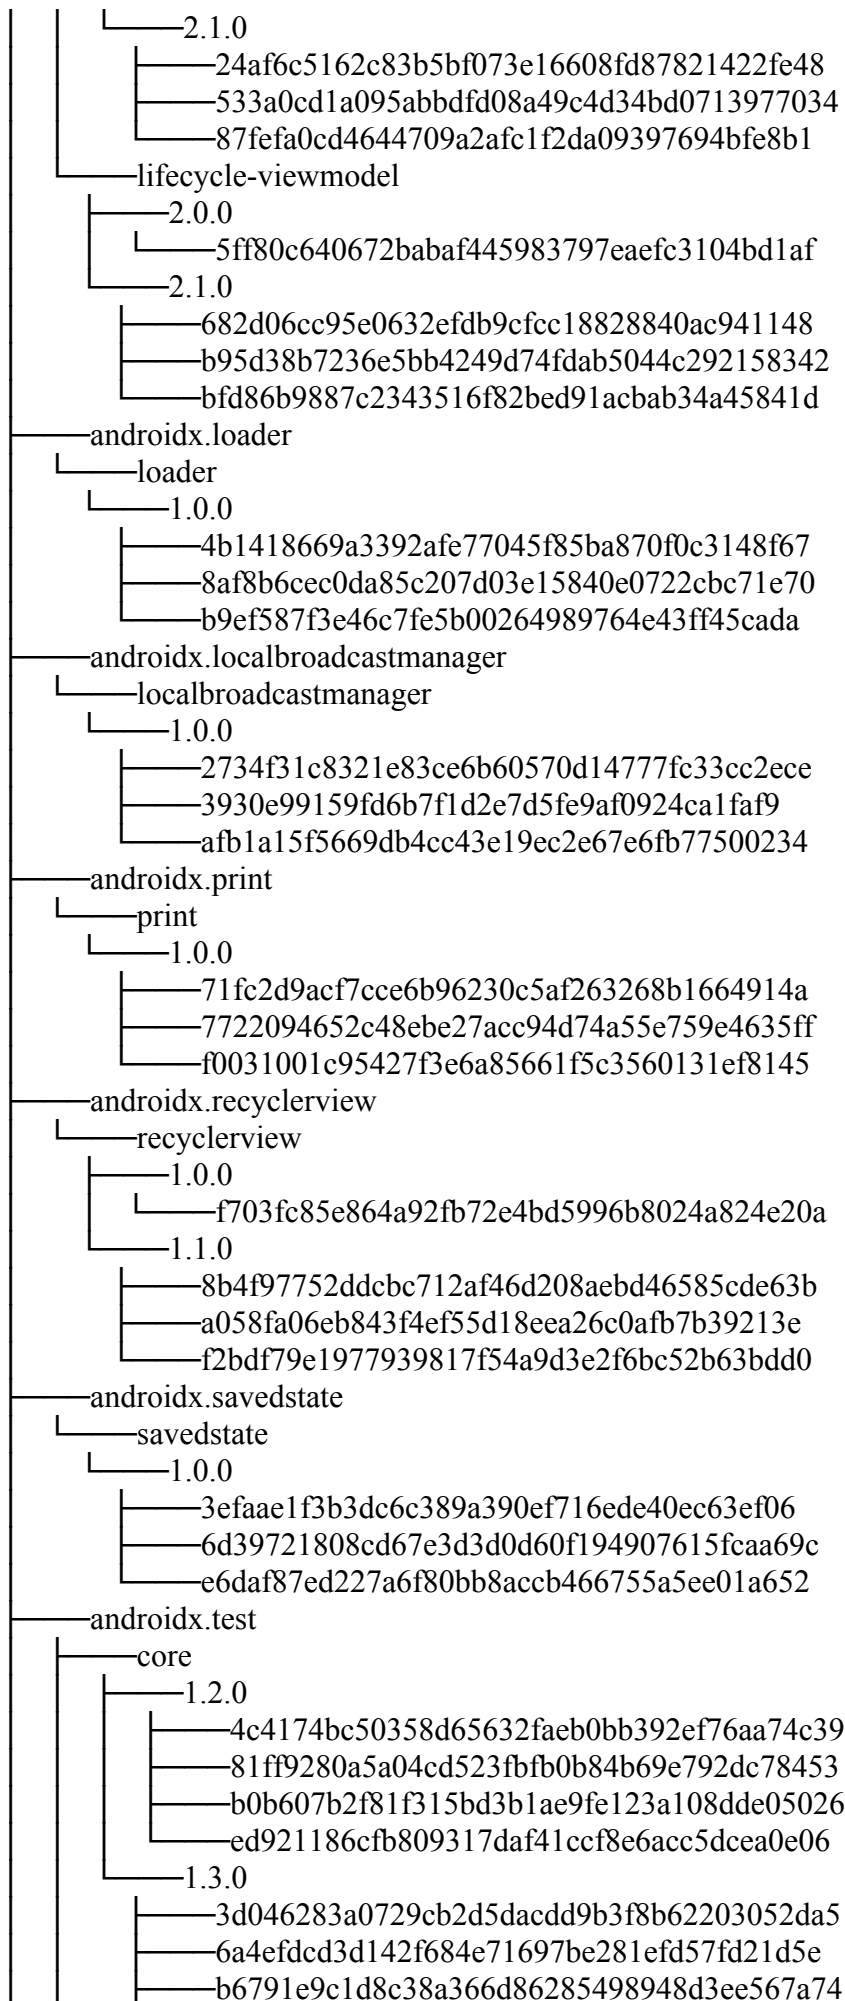 2.1.0
24af6c5162c83b5bf073e16608fd87821422fe48
533a0cd1a095abbdfd08a49c4d34bd0713977034
87fefa0cd4644709a2afc1f2da09397694bfe8b1
lifecycle-viewmodel
2.0.0
5ff80c640672babaf445983797eaefc3104bd1af
2.1.0
682d06cc95e0632efdb9cfcc18828840ac941148
b95d38b7236e5bb4249d74fdab5044c292158342
bfd86b9887c2343516f82bed91acbab34a45841d
androidx.loader
loader
1.0.0
4b1418669a3392afe77045f85ba870f0c3148f67
8af8b6cec0da85c207d03e15840e0722cbc71e70
b9ef587f3e46c7fe5b00264989764e43ff45cada
androidx.localbroadcastmanager
localbroadcastmanager
1.0.0
2734f31c8321e83ce6b60570d14777fc33cc2ece
3930e99159fd6b7f1d2e7d5fe9af0924ca1faf9
afb1a15f5669db4cc43e19ec2e67e6fb77500234
androidx.print
print
1.0.0
71fc2d9acf7cce6b96230c5af263268b1664914a
7722094652c48ebe27acc94d74a55e759e4635ff
f0031001c95427f3e6a85661f5c3560131ef8145
androidx.recyclerview
recyclerview
1.0.0
f703fc85e864a92fb72e4bd5996b8024a824e20a
1.1.0
8b4f97752ddcbc712af46d208aebd46585cde63b
a058fa06eb843f4ef55d18eea26c0afb7b39213e
f2bdf79e1977939817f54a9d3e2f6bc52b63bdd0
androidx.savedstate
savedstate
1.0.0
3efaae1f3b3dc6c389a390ef716ede40ec63ef06
6d39721808cd67e3d3d0d60f194907615fcaa69c
e6daf87ed227a6f80bb8accb466755a5ee01a652
androidx.test
core
1.2.0
4c4174bc50358d65632faeb0bb392ef76aa74c39
81ff9280a5a04cd523fbfb0b84b69e792dc78453
b0b607b2f81f315bd3b1ae9fe123a108dde05026
ed921186cfb809317daf41ccf8e6acc5dcea0e06
1.3.0
3d046283a0729cb2d5dacdd9b3f8b62203052da5
6a4efdcd3d142f684e71697be281efd57fd21d5e
b6791e9c1d8c38a366d86285498948d3ee567a74